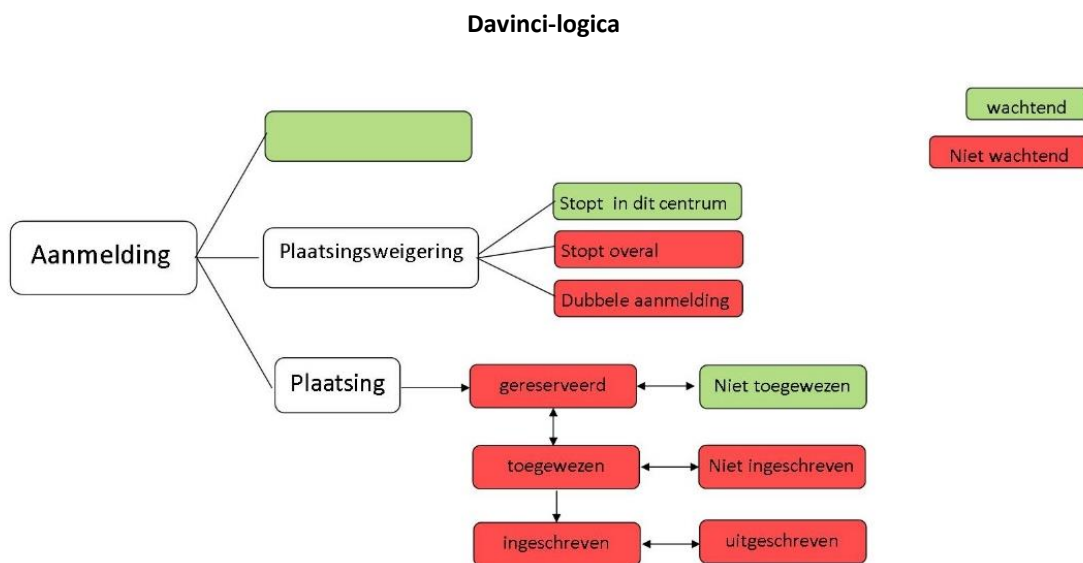 Davinci-logica
wachtend
Niet wachtend
Stopt in dit centrum
Aanmelding
Plaatsingsweigering
Stopt overal
Dubbele aanmelding
Plaatsing
gereserveerd
Niet toegewezen
toegewezen
Niet ingeschreven
ingeschreven
uitgeschreven